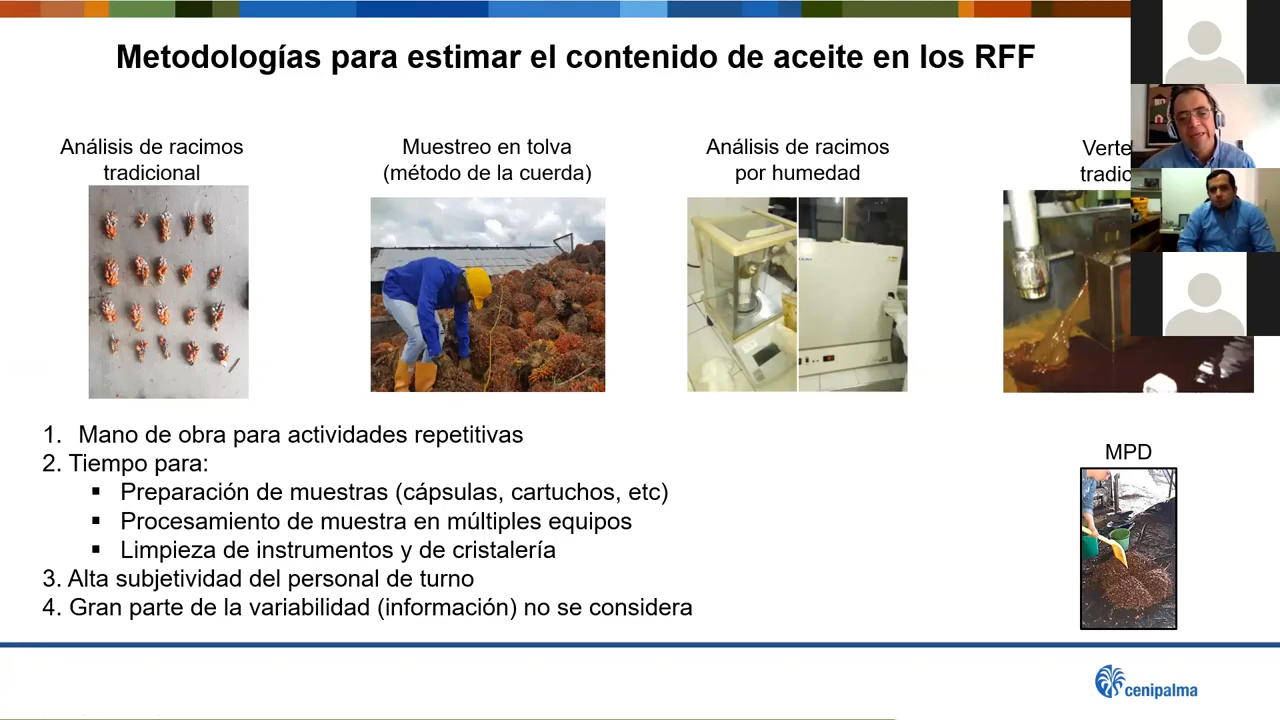 Metodologías para estimar el contenido de aceite en los RFF
Análisis de racimos
tradicional
Muestreo en tolva
(método de la cuerda)
Análisis de racimos
por humedad
1. Mano de obra para actividades repetitivas
2. Tiempo para:
▪ Preparación de muestras (cápsulas, cartuchos, etc)
▪ Procesamiento de muestra en múltiples equipos
▪ Limpieza de instrumentos y de cristalería
3. Alta subjetividad del personal de turno
4. Gran parte de la variabilidad (información) no se considera
MPD
cenipalma